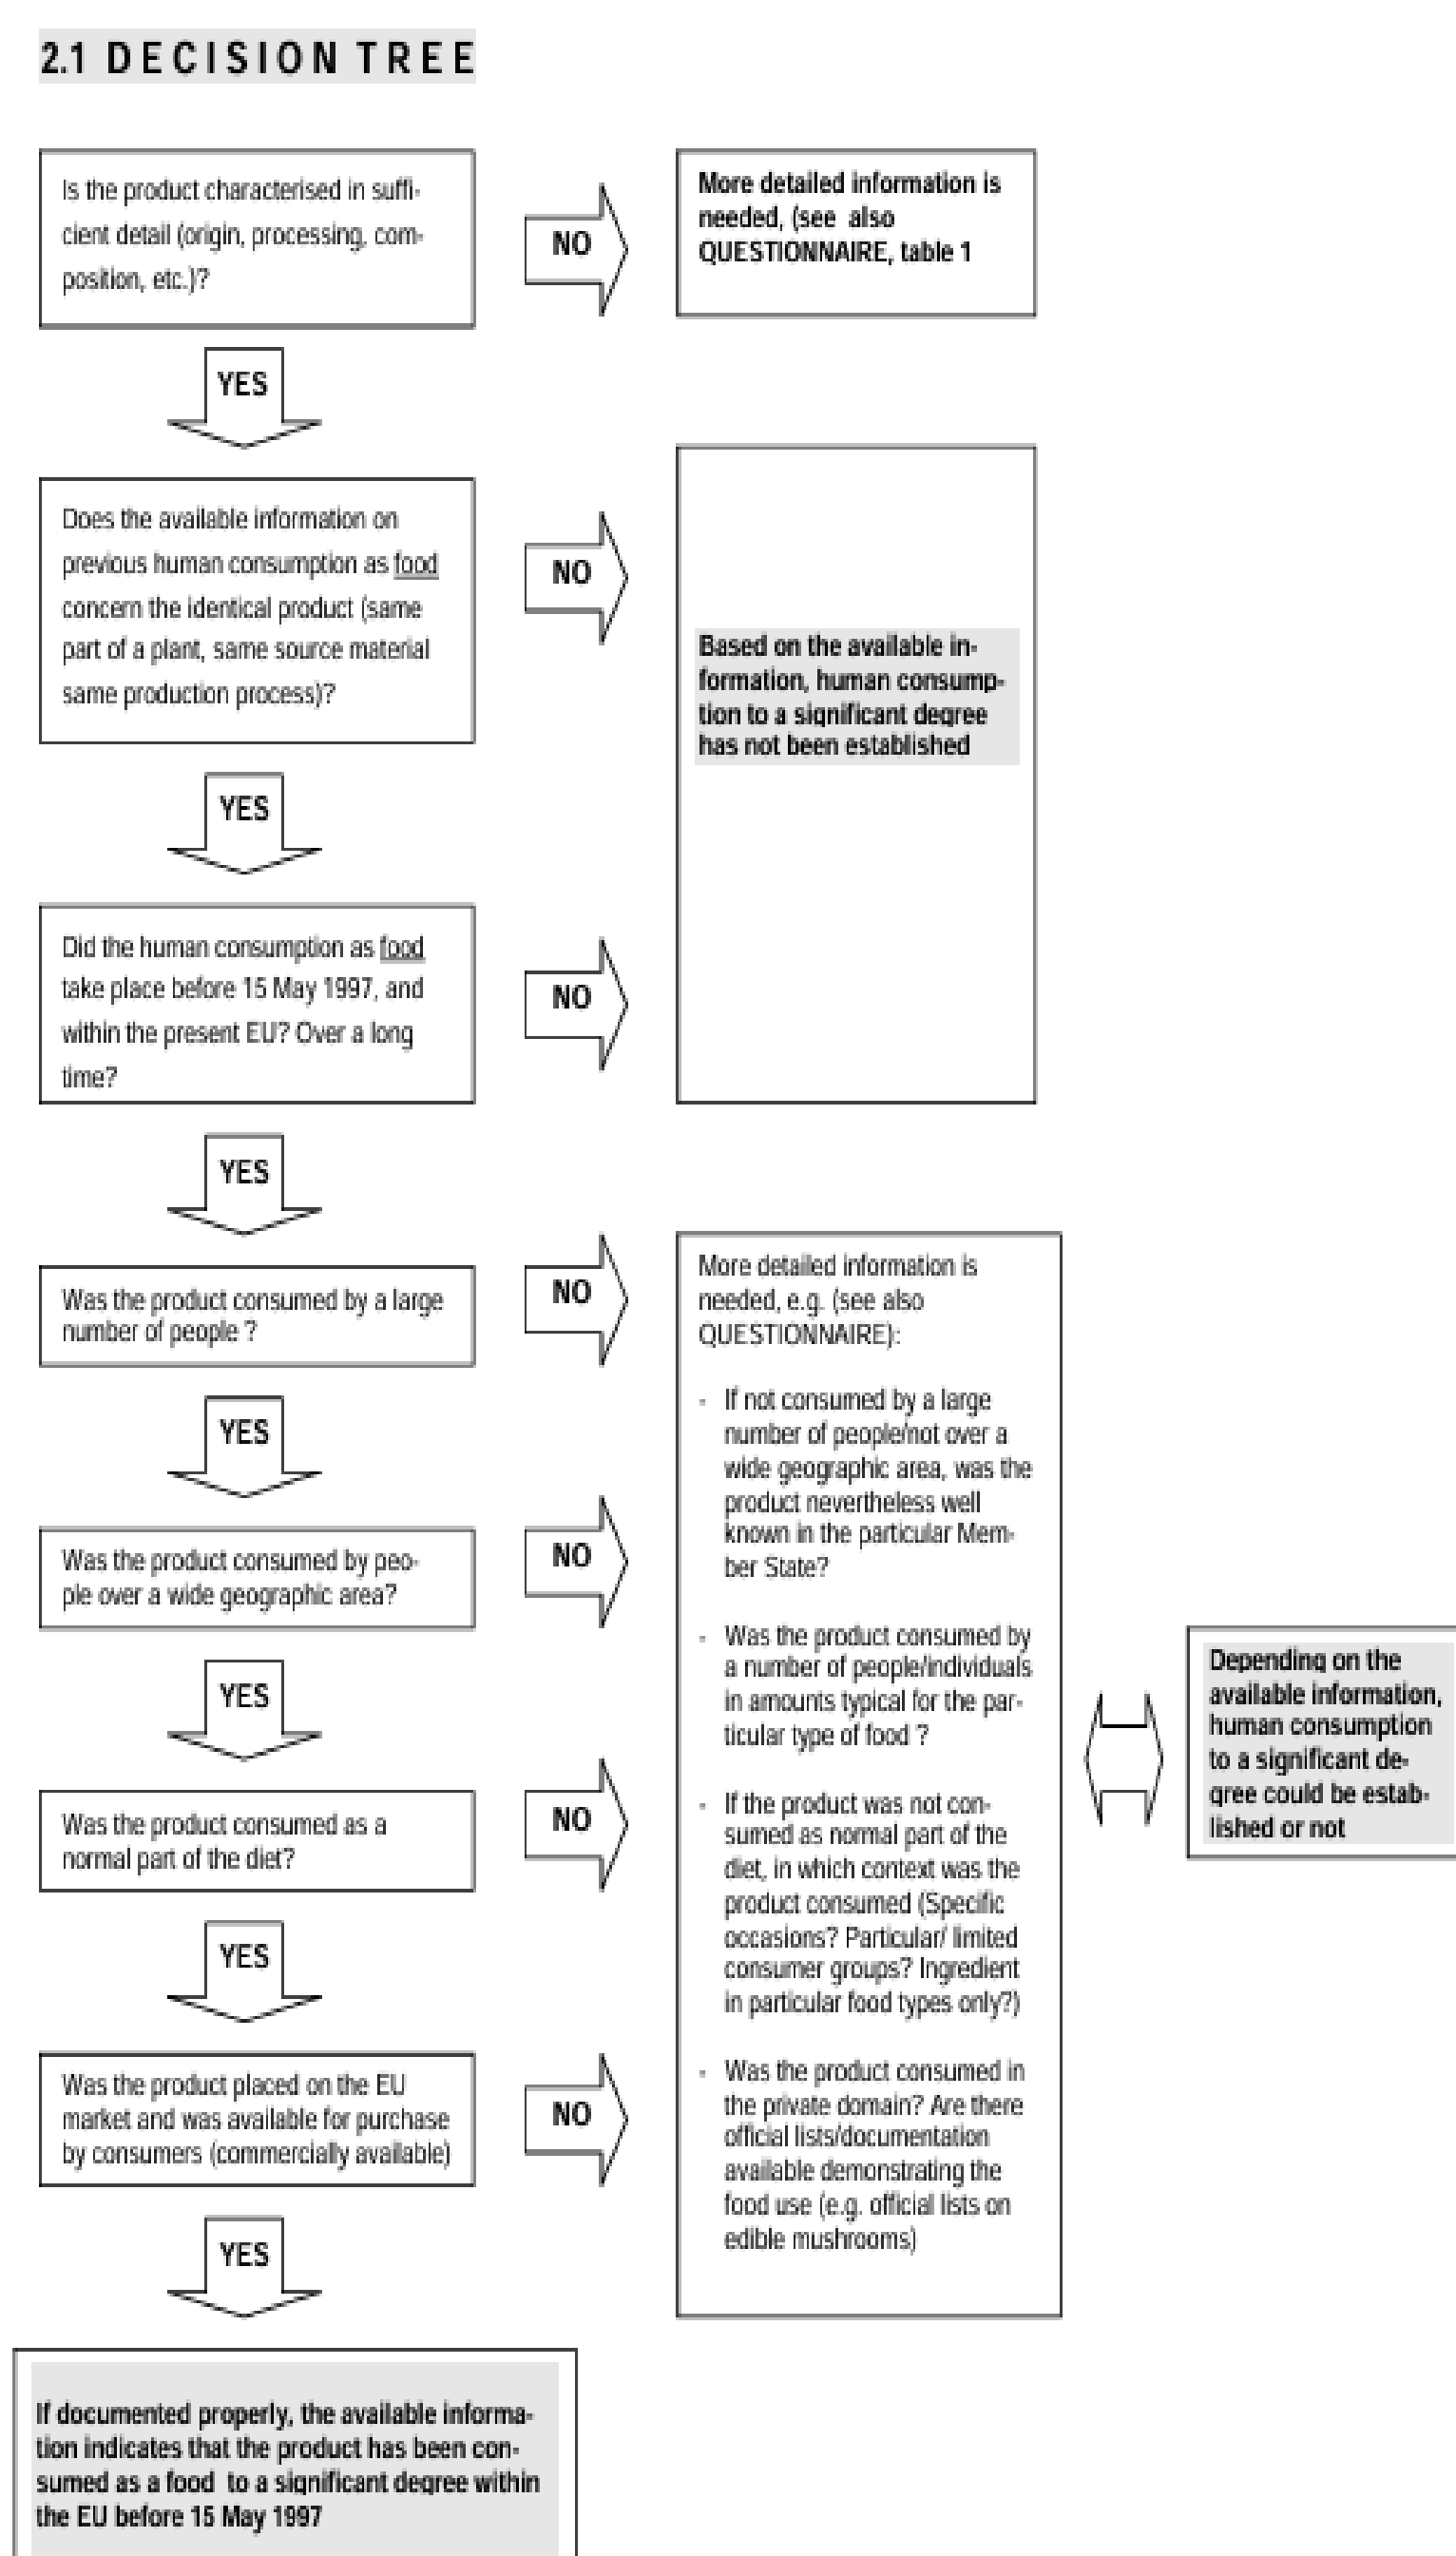 2.1 DECISION TREE
Is the product characterised in suffi-
cient detail (origin, processing, com-
position, etc.)?
NO
More detailed information is
needed, (see also
QUESTIONNAIRE, table 1
YES
Does the available information on
previous human consumption as food
concern the identical product (same
part of a plant, same source material
same production process)?
NO
Based on the available in-
formation, human consump-
tion to a significant degree
has not been established
YES
Did the human consumption as food
take place before 15 May 1997, and
within the present EU? Over a long
time?
NO
YES
Was the product consumed by a large
number of people ?
NO
YES
Was the product consumed by peo-
ple over a wide geographic area?
NO
YES
Was the product consumed as a
normal part of the diet?
NO
YES
Was the product placed on the EU
market and was available for purchase
by consumers (commercially available)
NO
YES
More detailed information is
needed, e.g. (see also
QUESTIONNAIRE):
- If not consumed by a large
number of people/not over a
wide geographic area, was the
product nevertheless well
known in the particular Mem-
ber State?
- Was the product consumed by
a number of people/individuals
in amounts typical for the par-
ticular type of food ?
- If the product was not con-
sumed as normal part of the
diet, in which context was the
product consumed (Specific
occasions? Particular/ limited
consumer groups? Ingredient
in particular food types only?)
- Was the product consumed in
the private domain? Are there
official lists/documentation
available demonstrating the
food use (e.g. official lists on
edible mushrooms)
Depending on the
available information,
human consumption
to a significant de-
gree could be estab-
lished or not
If documented properly, the available informa-
tion indicates that the product has been con-
sumed as a food to a significant degree within
the EU before 15 May 1997